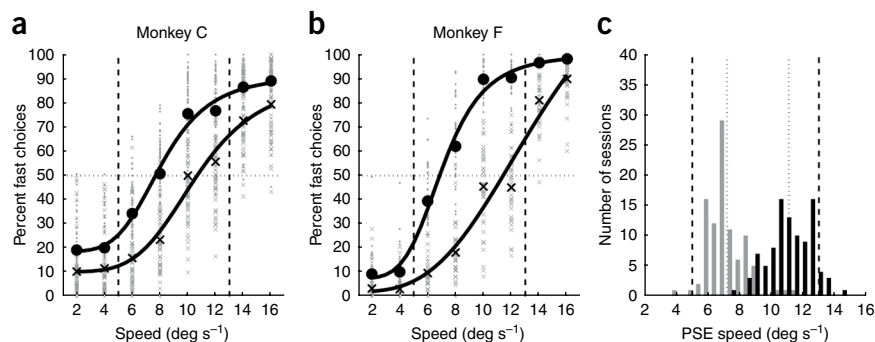 a
Monkey C
Percent fast choices
100
90
80
70
60
50
40
30
20
10
0
2 4 6 8 10 12 14 16
Speed (deg s−1)
b
Monkey F
Percent fast choices
100
90
80
70
60
50
40
30
20
10
0
2 4 6 8 10 12 14 16
Speed (deg s−1)
c
Number of sessions
40
35
30
25
20
15
10
5
0
4 6 8 10 12 14 16
PSE speed (deg s−1)